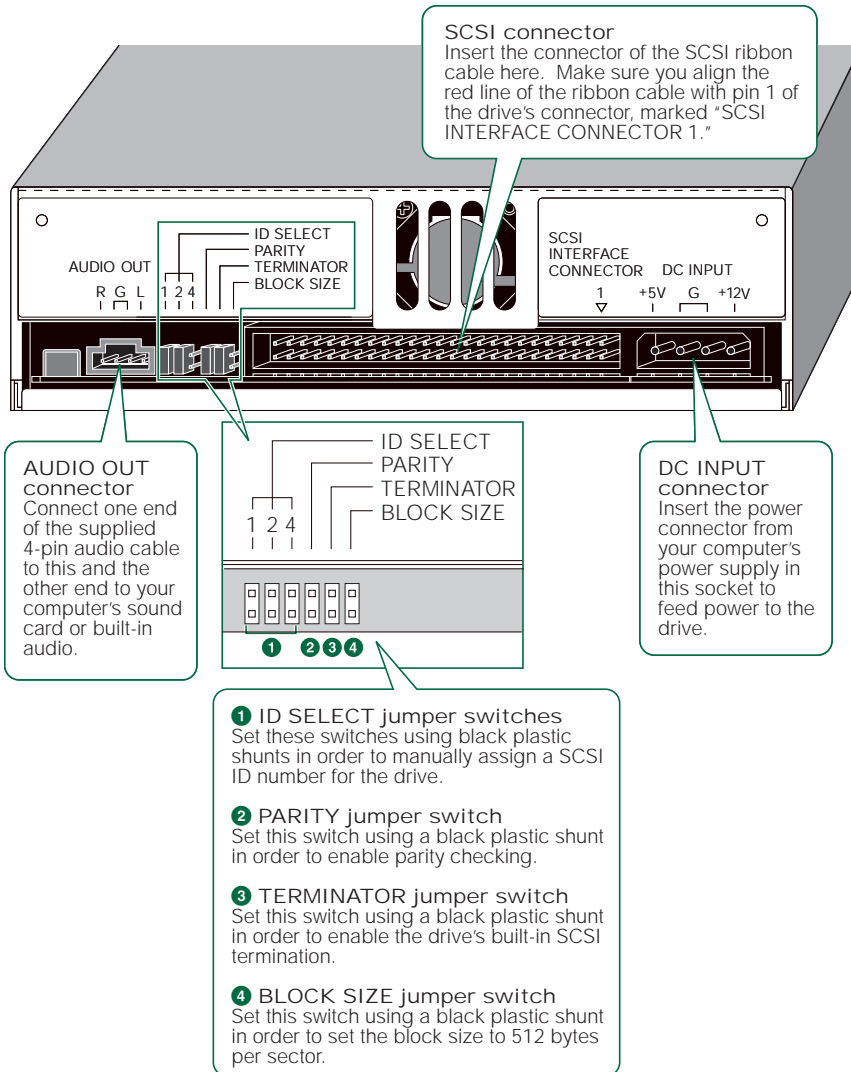 SCSI connector
Insert the connector of the SCSI ribbon
cable here. Make sure you align the
red line of the ribbon cable with pin 1 of
the drive's connector, marked "SCSI
INTERFACE CONNECTOR 1."
ID SELECT
PARITY
TERMINATOR
BLOCK SIZE
AUDIO OUT
R G L 1 2 4
SCSI
INTERFACE
CONNECTOR DC INPUT
1 +5V G +12V
AUDIO OUT
connector
Connect one end
of the supplied
4-pin audio cable
to this and the
other end to your
computer's sound
card or built-in
audio.
ID SELECT
PARITY
TERMINATOR
BLOCK SIZE
1 2 4
1 2 3 4
DC INPUT
connector
Insert the power
connector from
your computer's
power supply in
this socket to
feed power to the
drive.
1 ID SELECT jumper switches
Set these switches using black plastic
shunts in order to manually assign a SCSI
ID number for the drive.
2 PARITY jumper switch
Set this switch using a black plastic shunt
in order to enable parity checking.
3 TERMINATOR jumper switch
Set this switch using a black plastic shunt
in order to enable the drive's built-in SCSI
termination.
4 BLOCK SIZE jumper switch
Set this switch using a black plastic shunt
in order to set the block size to 512 bytes
per sector.